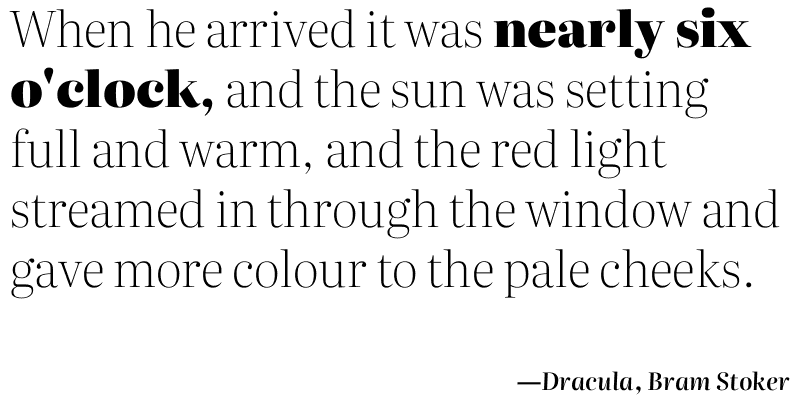 When he arrived it was nearly six
o'clock, and the sun was setting
full and warm, and the red light
streamed in through the window and
gave more colour to the pale cheeks.
—Dracula, Bram Stoker